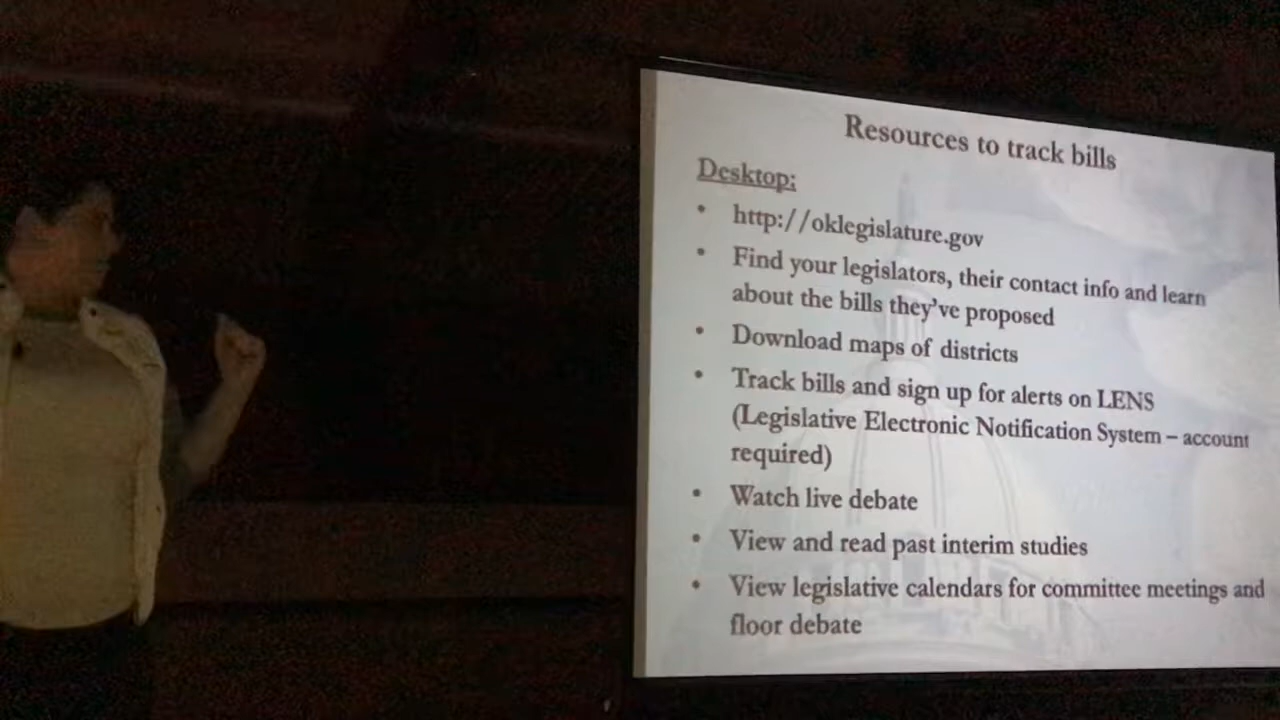 Resources to track bills
Desktop:
• http://oklegislature.gov
• Find your legislators, their contact info and learn
about the bills they've proposed
• Download maps of districts
• Track bills and sign up for alerts on LENS
(Legislative Electronic Notification System – account
required)
• Watch live debate
• View and read past interim studies
• View legislative calendars for committee meetings and
floor debate